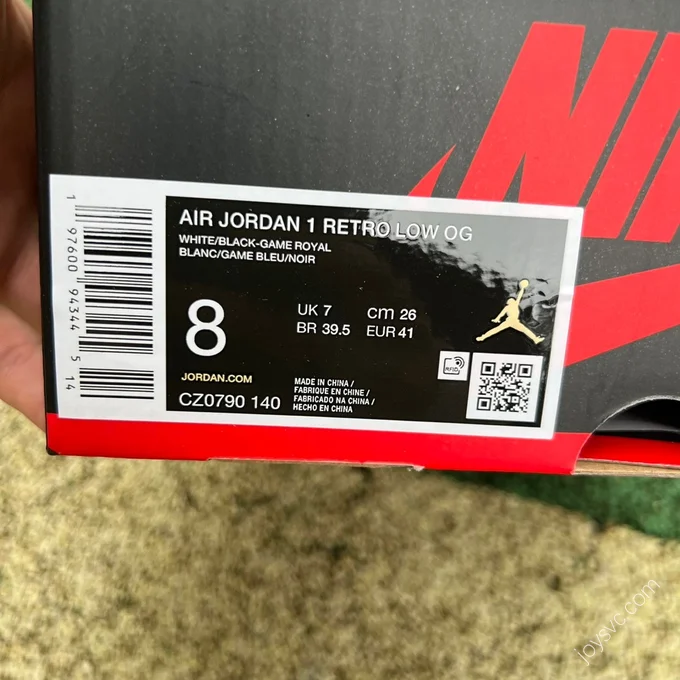 NIK
AIR JORDAN 1 RETRO LOW OG
WHITE/BLACK-GAME ROYAL
BLANC/GAME BLEU/NOIR
8
UK 7 cm 26
BR 39.5 EUR 41
RFID
JORDAN.COM
CZ0790 140
MADE IN CHINA /
FABRIQUE EN CHINE /
FABRICADO NA CHINA /
HECHO EN CHINA
1 97600 94344 5 14
joysvc.com